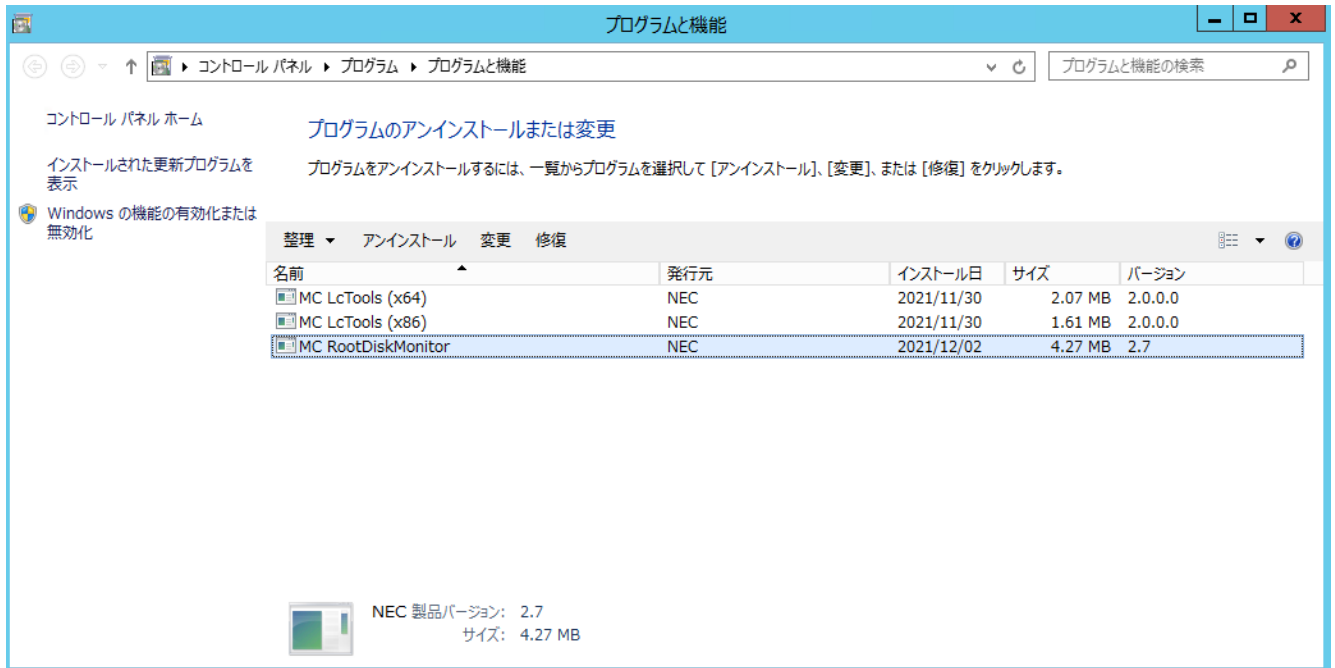 プログラムと機能
コントロール パネル プログラム プログラムと機能
プログラムと機能の検索
コントロール パネル ホーム
インストールされた更新プログラムを
表示
Windows の機能の有効化または
無効化
プログラムのアンインストールまたは変更
プログラムをアンインストールするには、一覧からプログラムを選択して [アンインストール]、[変更]、または [修復] をクリックします。
整理 アンインストール 変更 修復
名前 発行元 インストール日 サイズ バージョン
MC LcTools (x64) NEC 2021/11/30 2.07 MB 2.0.0.0
MC LcTools (x86) NEC 2021/11/30 1.61 MB 2.0.0.0
MC RootDiskMonitor NEC 2021/12/02 4.27 MB 2.7
NEC 製品バージョン: 2.7
サイズ: 4.27 MB